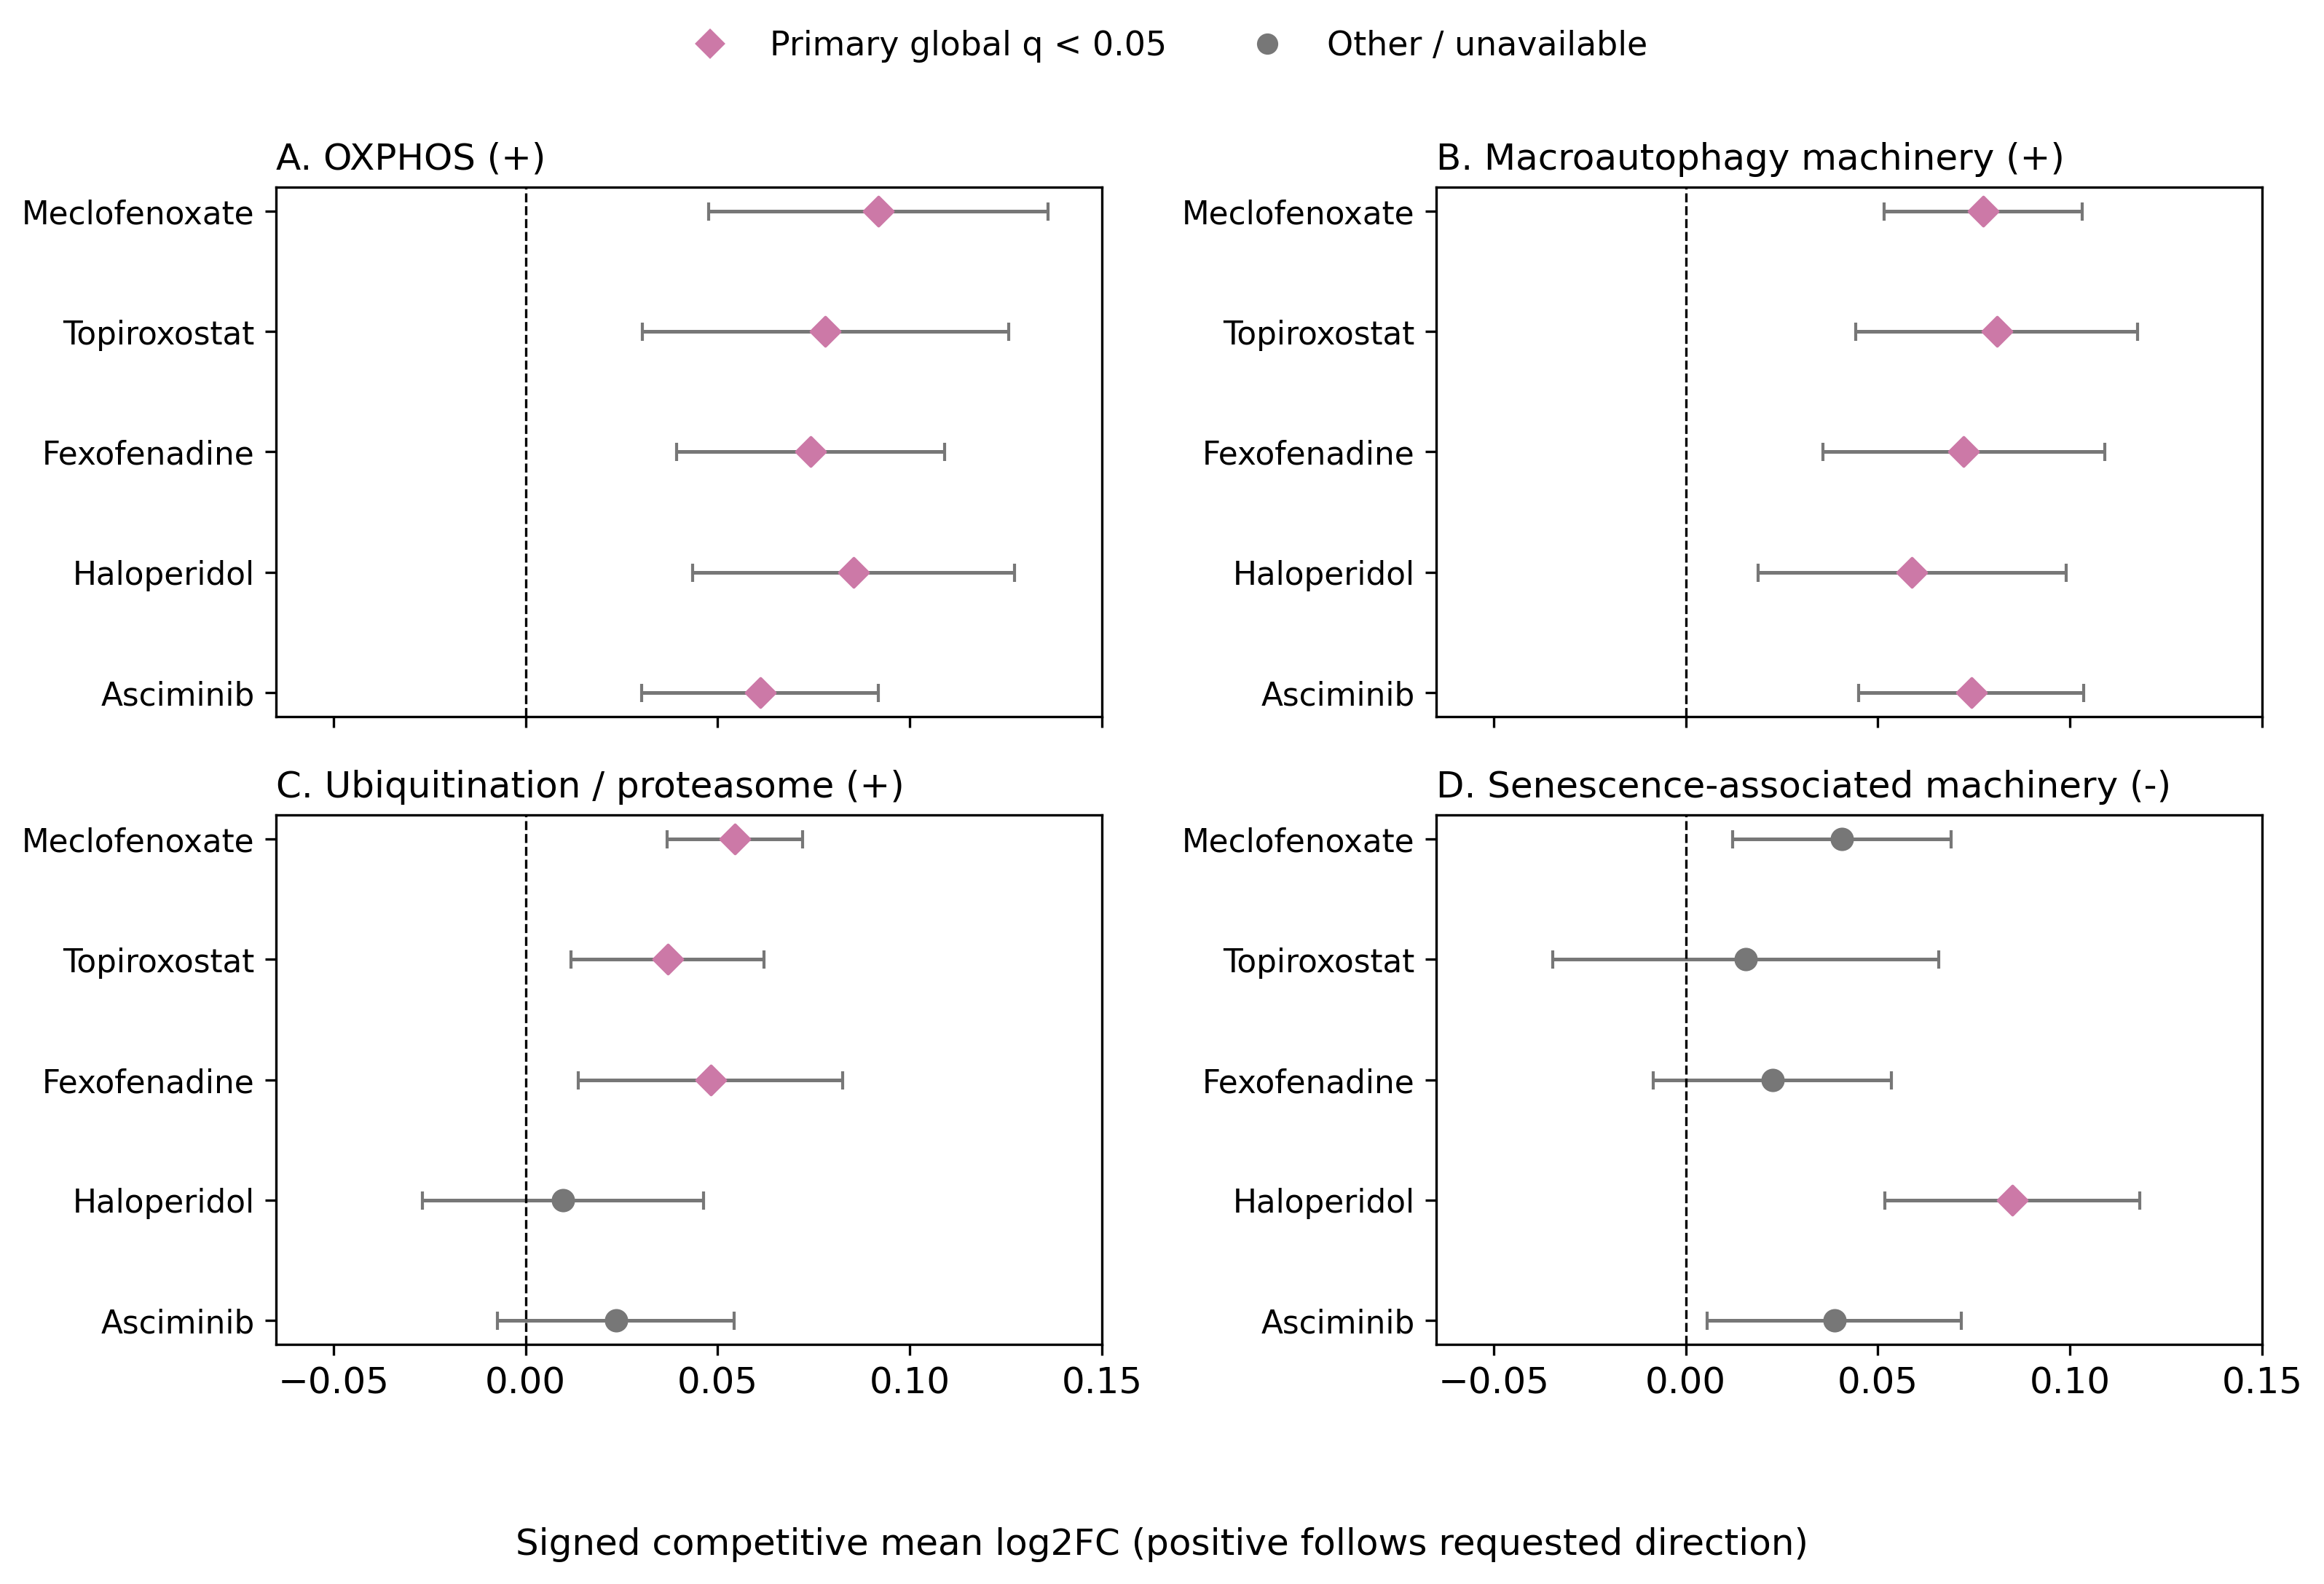 Primary global q < 0.05
Other / unavailable
A. OXPHOS (+)
Meclofenoxate
Topiroxostat
Fexofenadine
Haloperidol
Asciminib
B. Macroautophagy machinery (+)
Meclofenoxate
Topiroxostat
Fexofenadine
Haloperidol
Asciminib
C. Ubiquitination / proteasome (+)
Meclofenoxate
Topiroxostat
Fexofenadine
Haloperidol
Asciminib
−0.05 0.00 0.05 0.10 0.15
D. Senescence-associated machinery (-)
Meclofenoxate
Topiroxostat
Fexofenadine
Haloperidol
Asciminib
−0.05 0.00 0.05 0.10 0.15
Signed competitive mean log2FC (positive follows requested direction)